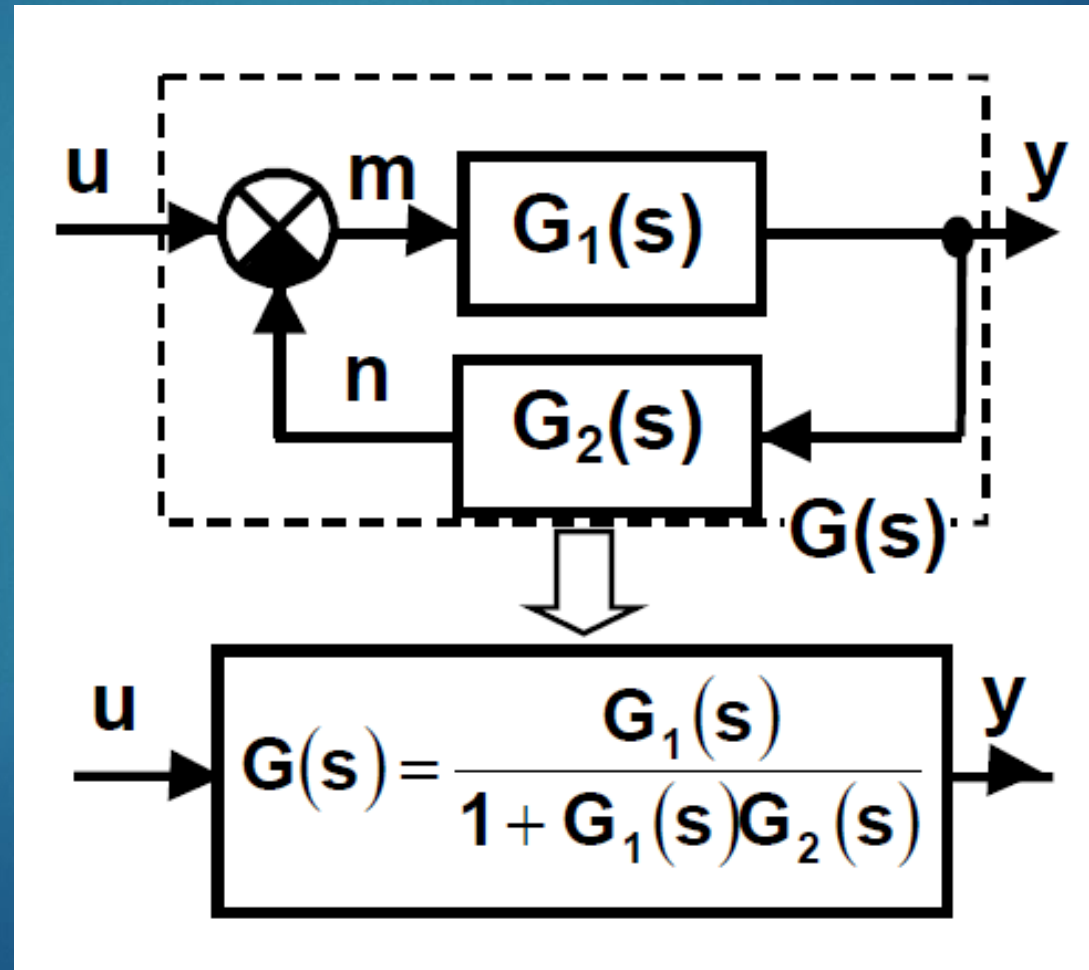 u
m
G₁(s)
y
n
G₂(s)
G(s)
u
G(s) = G₁(s) / (1 + G₁(s)G₂(s))
y